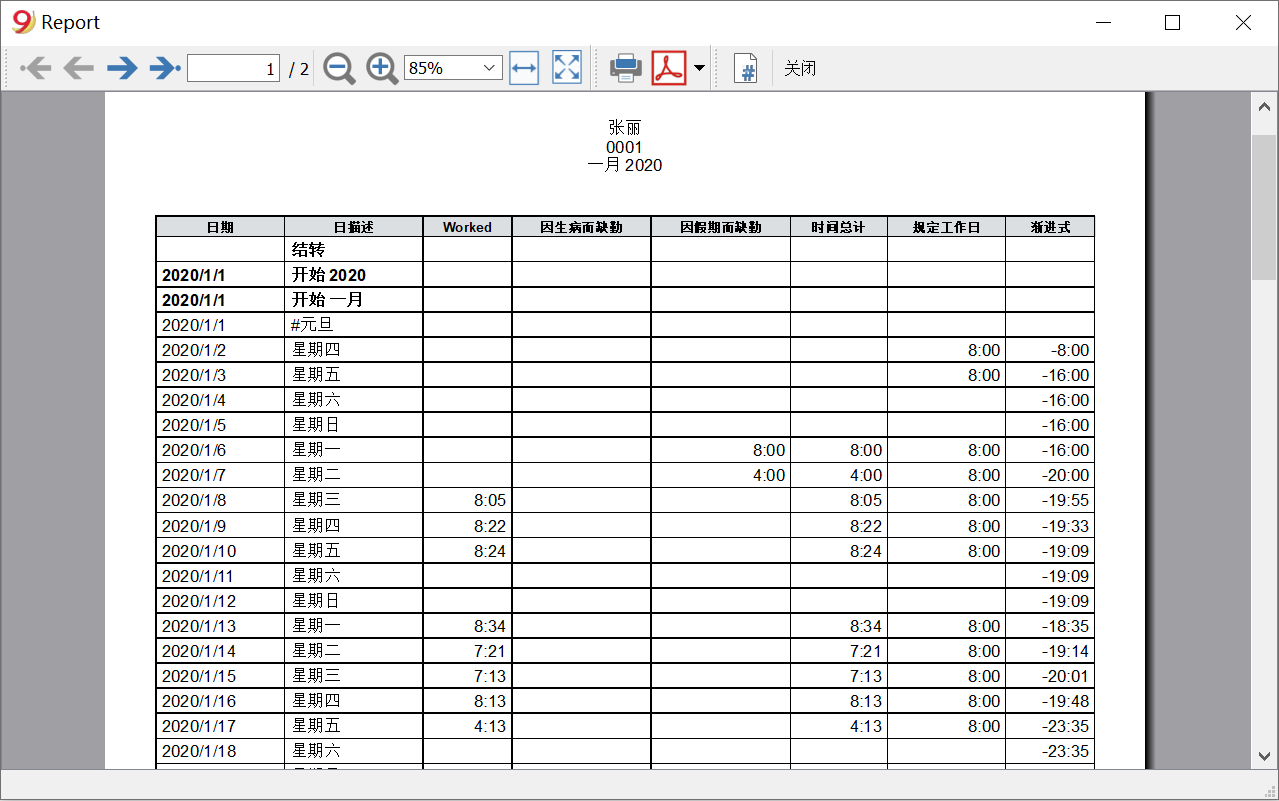 Report
1 / 2 85% # 关闭
张丽
0001
一月 2020
日期 日描述 Worked 因生病而缺勤 因假期而缺勤 时间总计 规定工作日 渐进式
结转
2020/1/1 开始 2020
2020/1/1 开始 一月
2020/1/1 #元旦
2020/1/2 星期四 8:00 -8:00
2020/1/3 星期五 8:00 -16:00
2020/1/4 星期六 -16:00
2020/1/5 星期日 -16:00
2020/1/6 星期一 8:00 8:00 8:00 -16:00
2020/1/7 星期二 4:00 4:00 8:00 -20:00
2020/1/8 星期三 8:05 8:05 8:00 -19:55
2020/1/9 星期四 8:22 8:22 8:00 -19:33
2020/1/10 星期五 8:24 8:24 8:00 -19:09
2020/1/11 星期六 -19:09
2020/1/12 星期日 -19:09
2020/1/13 星期一 8:34 8:34 8:00 -18:35
2020/1/14 星期二 7:21 7:21 8:00 -19:14
2020/1/15 星期三 7:13 7:13 8:00 -20:01
2020/1/16 星期四 8:13 8:13 8:00 -19:48
2020/1/17 星期五 4:13 4:13 8:00 -23:35
2020/1/18 星期六 -23:35